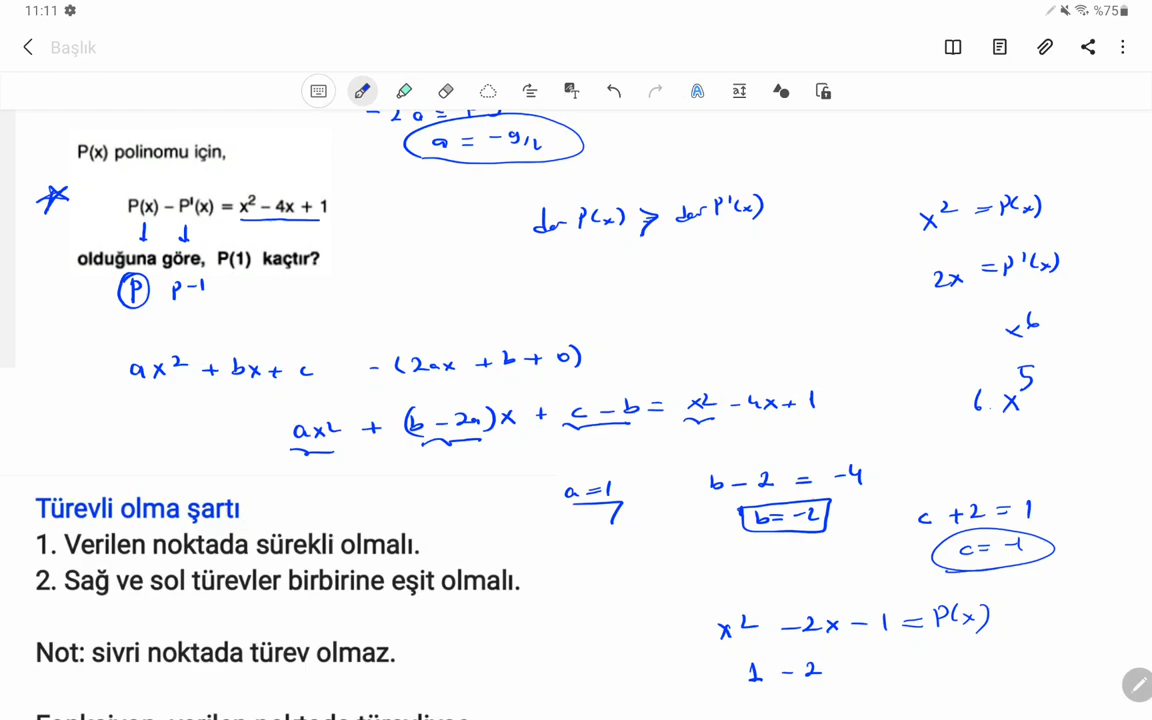 11:11 %75
Başlık
- 2a =
a = -9/2
P(x) polinomu için,
P(x) – P'(x) = x² – 4x + 1
olduğuna göre, P(1) kaçtır?
P P-1
der P(x) > der P'(x)
x² = P(x)
2x = P'(x)
x⁶
6. x⁵
ax² + bx + c - (2ax + b + 0)
ax² + (b - 2a)x + c - b = x² - 4x + 1
a = 1
b - 2 = -4
b = -2
c + 2 = 1
c = -1
x² - 2x - 1 = P(x)
1 - 2
Türevli olma şartı
1. Verilen noktada sürekli olmalı.
2. Sağ ve sol türevler birbirine eşit olmalı.
Not: sivri noktada türev olmaz.